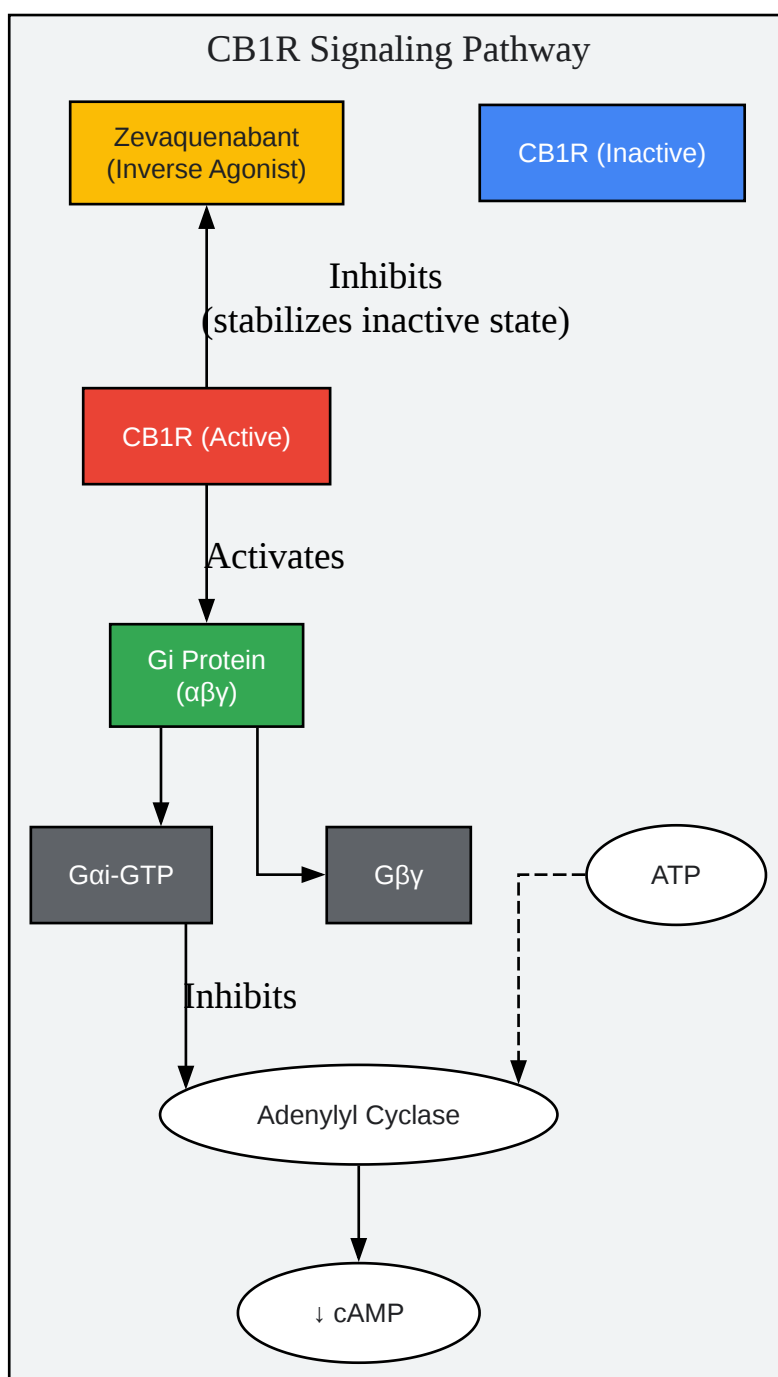 CB1R Signaling Pathway
Zevaquenabant
(Inverse Agonist)
CB1R (Inactive)
Inhibits
(stabilizes inactive state)
CB1R (Active)
Activates
Gi Protein
(αβγ)
Gαi-GTP
Gβγ
ATP
Inhibits
Adenylyl Cyclase
↓ cAMP